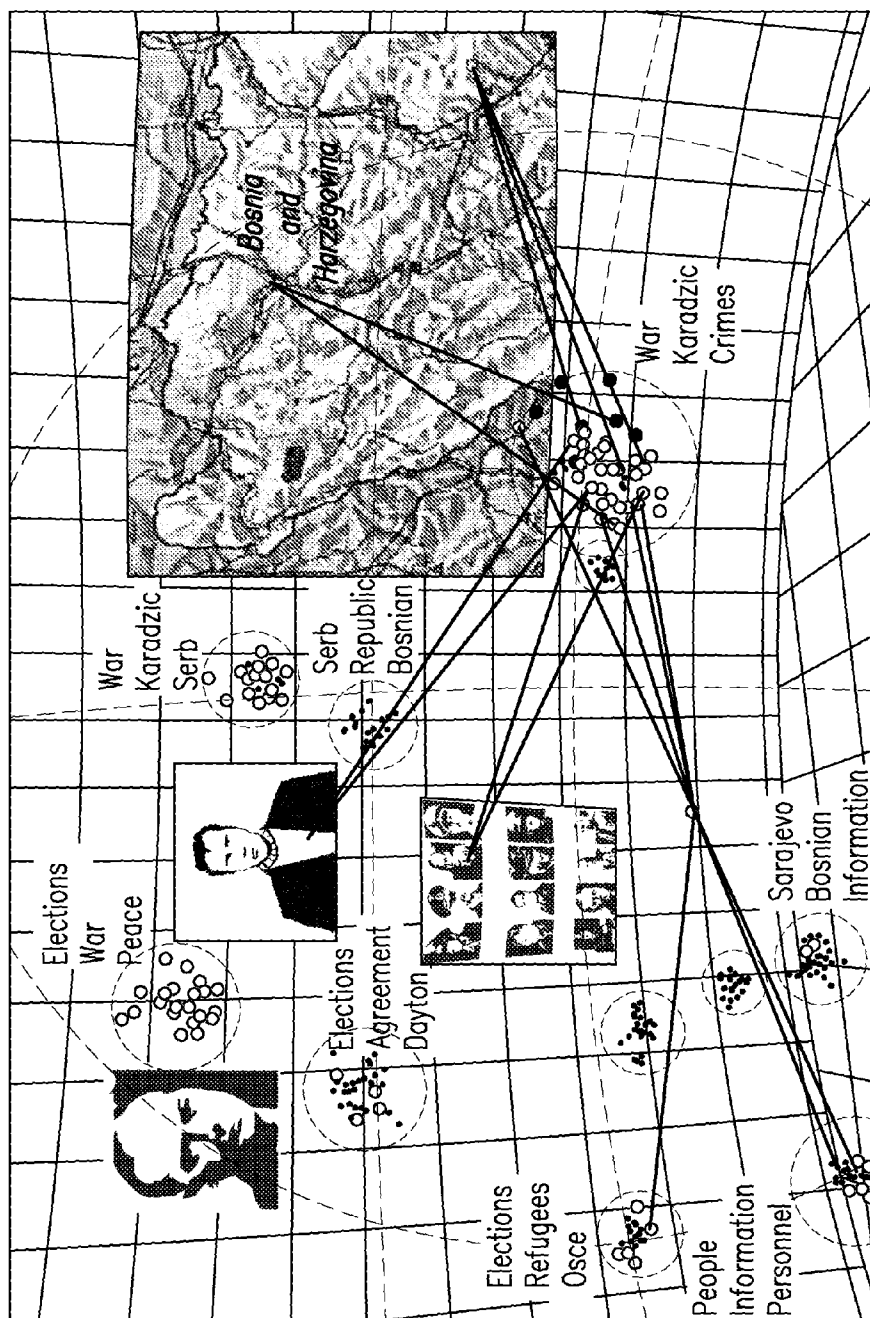 Bosnia
and
Harzegovina
War
Karadzic
Crimes
War
Karadzic
Serb
Serb
Republic
Bosnian
Elections
War
Peace
Elections
Agreement
Dayton
Sarajevo
Bosnian
Information
Elections
Refugees
Osce
People
Information
Personnel